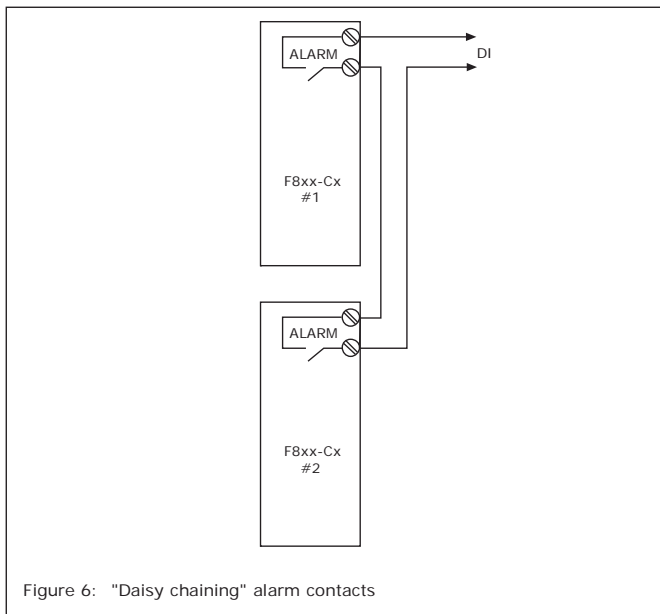 ALARM
DI
F8xx-Cx
#1
ALARM
F8xx-Cx
#2
Figure 6: "Daisy chaining" alarm contacts